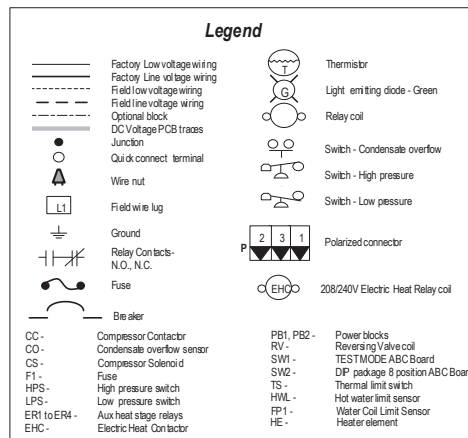 Legend
Factory Low voltage wiring
Factory Line voltage wiring
Field low voltage wiring
Field line voltage wiring
Optional block
DC Voltage PCB traces
Junction
Quick connect terminal
Wire nut
L1 Field wire lug
Ground
Relay Contacts-
N.O., N.C.
Fuse
Breaker
T Thermistor
G Light emitting diode - Green
Relay coil
Switch - Condensate overflow
Switch - High pressure
Switch - Low pressure
P 2 3 1 Polarized connector
EHC 208/240V Electric Heat Relay coil
CC - Compressor Contactor
CO - Condensate overflow sensor
CS - Compressor Solenoid
F1 - Fuse
HPS - High pressure switch
LPS - Low pressure switch
ER1 to ER4 - Aux heat stage relays
EHC - Electric Heat Contactor
PB1, PB2 - Power blocks
RV - Reversing Valve coil
SW1 - TEST MODE ABC Board
SW2 - DIP package 8 position ABC Boar
TS - Thermal limit switch
HWL - Hot water limit sensor
FP1 - Water Coil Limit Sensor
HE - Heater element